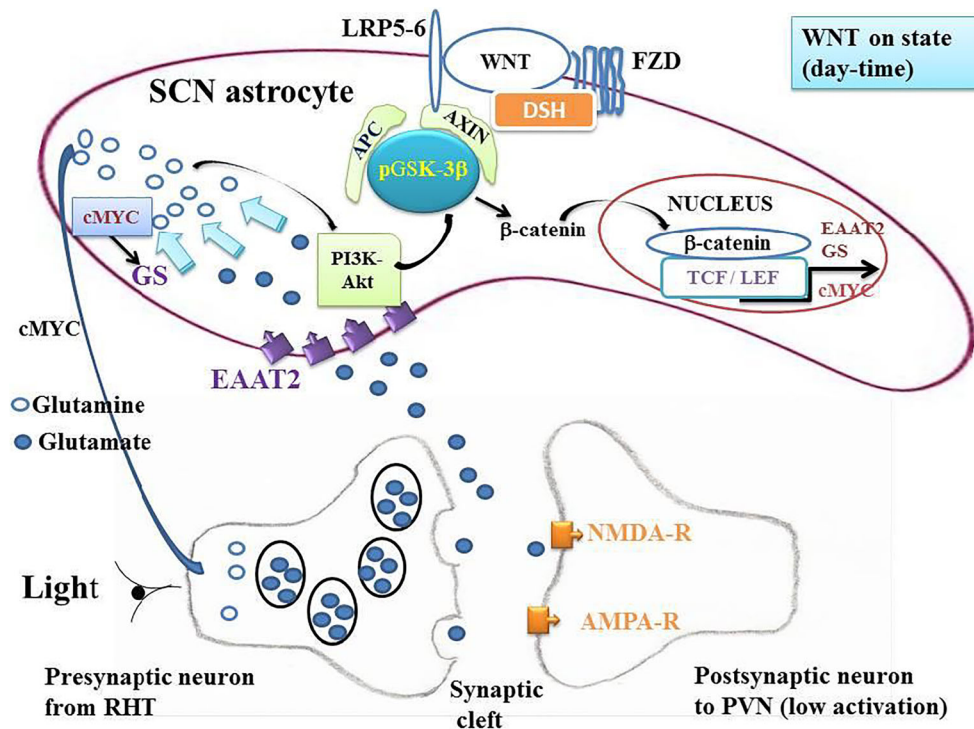 LRP5-6
WNT
FZD
WNT on state
(day-time)
SCN astrocyte
DSH
APC
AXIN
pGSK-3β
cMYC
GS
PI3K-
Akt
β-catenin
NUCLEUS
β-catenin
TCF/ LEF
EAAT2
GS
cMYC
cMYC
EAAT2
Glutamine
Glutamate
NMDA-R
AMPA-R
Light
Presynaptic neuron
from RHT
Synaptic
cleft
Postsynaptic neuron
to PVN (low activation)